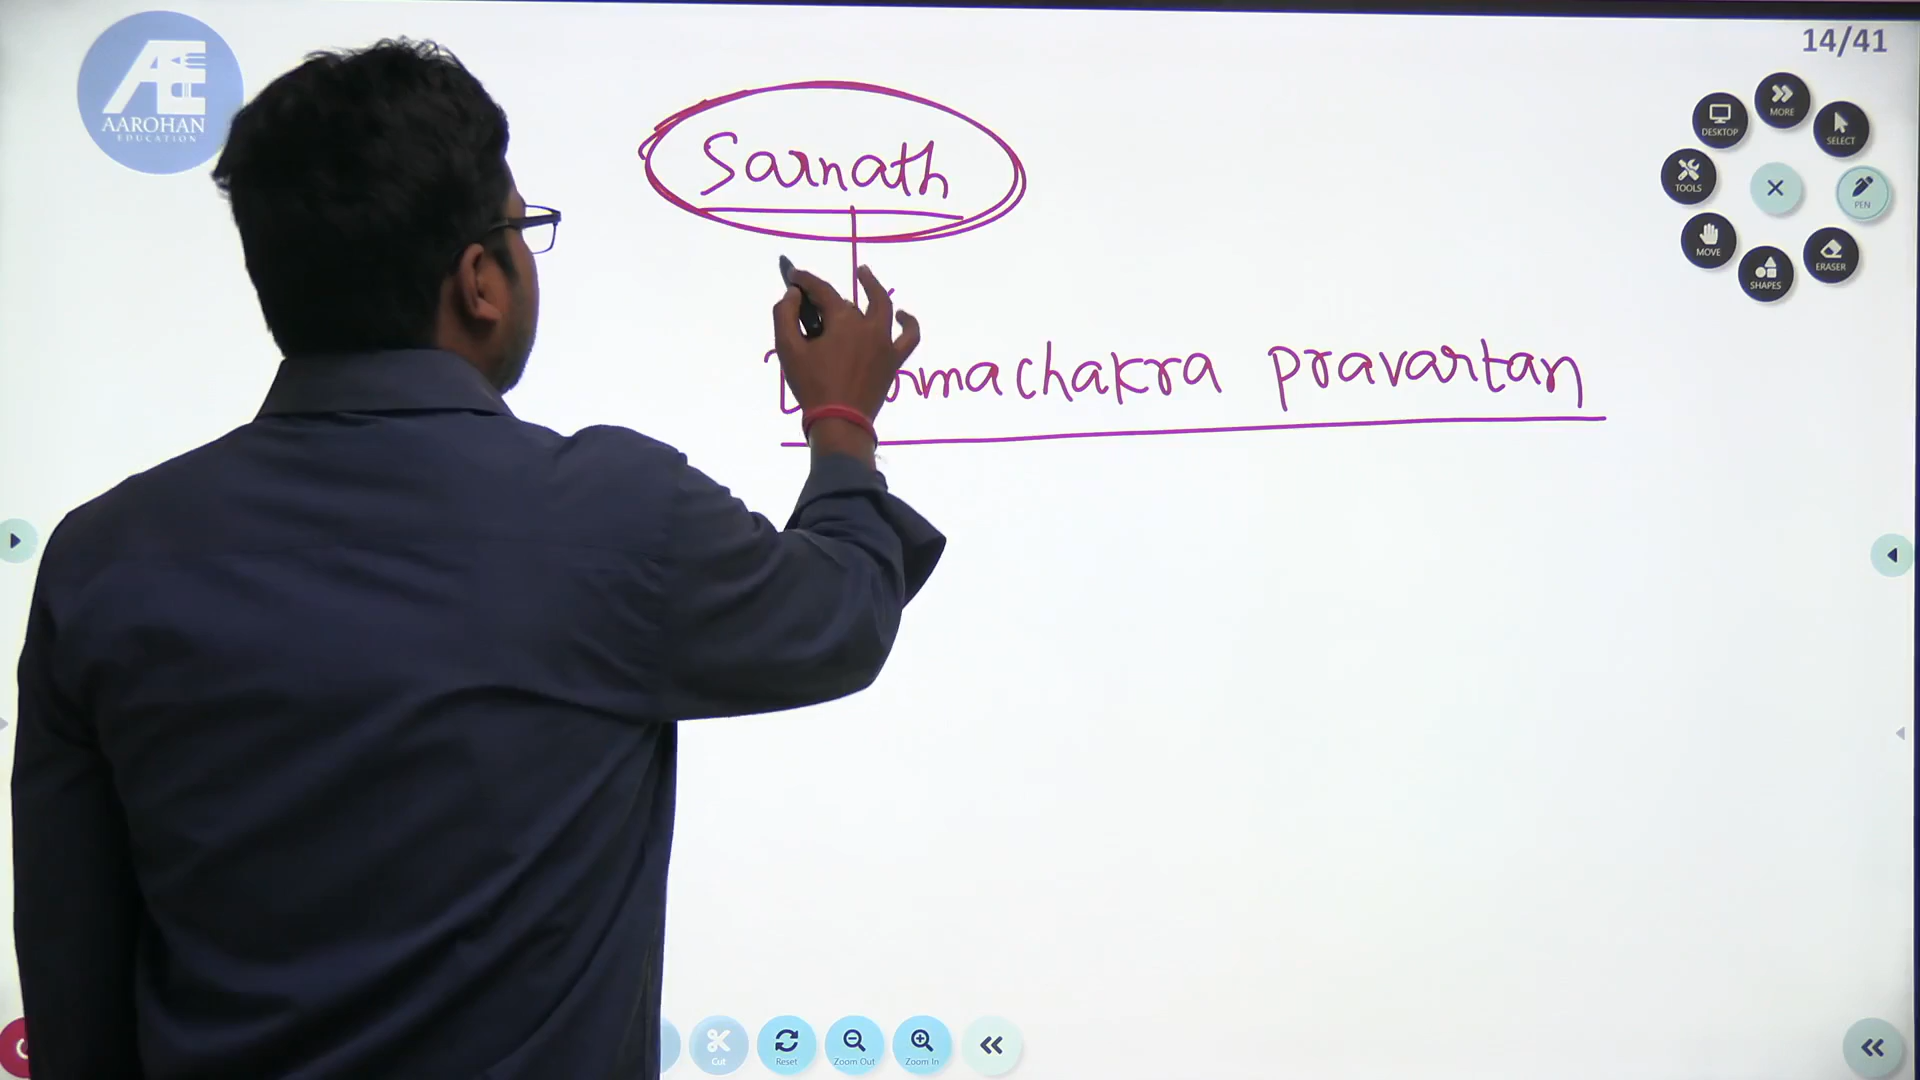 AAROHAN
EDUCATION
14/41
Sarnath
pravartan
MORE
DESKTOP
SELECT
TOOLS
PEN
MOVE
ERASER
SHAPES
Cut
Reset
Zoom Out
Zoom In